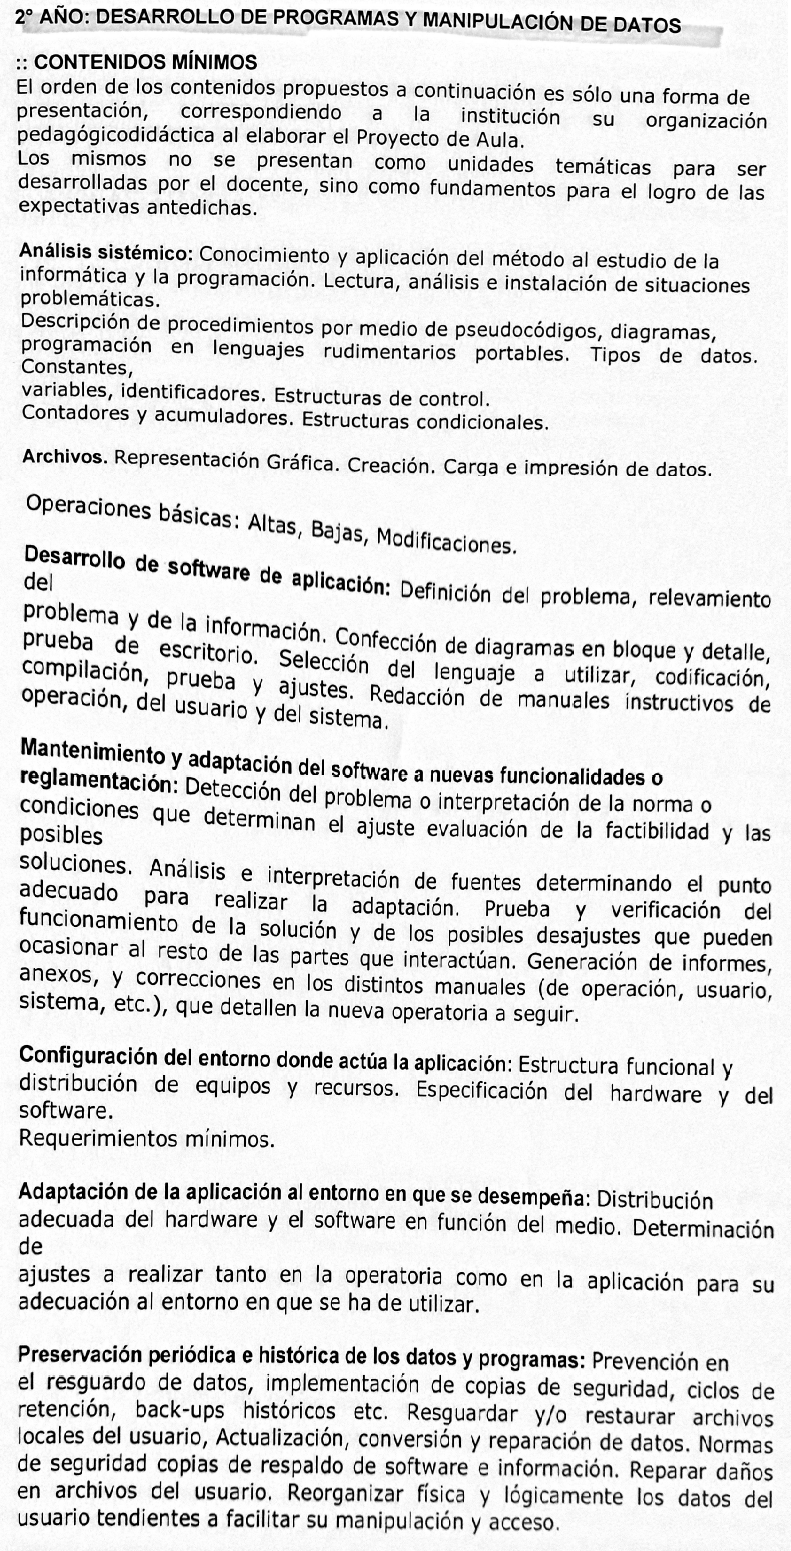 2° AÑO: DESARROLLO DE PROGRAMAS Y MANIPULACIÓN DE DATOS
:: CONTENIDOS MÍNIMOS
El orden de los contenidos propuestos a continuación es sólo una forma de
presentación, correspondiendo a la institución su organización
pedagógicodidáctica al elaborar el Proyecto de Aula.
Los mismos no se presentan como unidades temáticas para ser
desarrolladas por el docente, sino como fundamentos para el logro de las
expectativas antedichas.
Análisis sistémico: Conocimiento y aplicación del método al estudio de la
informática y la programación. Lectura, análisis e instalación de situaciones
problemáticas.
Descripción de procedimientos por medio de pseudocódigos, diagramas,
programación en lenguajes rudimentarios portables. Tipos de datos.
Constantes,
variables, identificadores. Estructuras de control.
Contadores y acumuladores. Estructuras condicionales.
Archivos. Representación Gráfica. Creación. Carga e impresión de datos.
Operaciones básicas: Altas, Bajas, Modificaciones.
Desarrollo de software de aplicación: Definición del problema, relevamiento
del
problema y de la información. Confección de diagramas en bloque y detalle,
prueba de escritorio. Selección del lenguaje a utilizar, codificación,
compilación, prueba y ajustes. Redacción de manuales instructivos de
operación, del usuario y del sistema.
Mantenimiento y adaptación del software a nuevas funcionalidades o
reglamentación: Detección del problema o interpretación de la norma o
condiciones que determinan el ajuste evaluación de la factibilidad y las
posibles
soluciones. Análisis e interpretación de fuentes determinando el punto
adecuado para realizar la adaptación. Prueba y verificación del
funcionamiento de la solución y de los posibles desajustes que pueden
ocasionar al resto de las partes que interactúan. Generación de informes,
anexos, y correcciones en los distintos manuales (de operación, usuario,
sistema, etc.), que detallen la nueva operatoria a seguir.
Configuración del entorno donde actúa la aplicación: Estructura funcional y
distribución de equipos y recursos. Especificación del hardware y del
software.
Requerimientos mínimos.
Adaptación de la aplicación al entorno en que se desempeña: Distribución
adecuada del hardware y el software en función del medio. Determinación
de
ajustes a realizar tanto en la operatoria como en la aplicación para su
adecuación al entorno en que se ha de utilizar.
Preservación periódica e histórica de los datos y programas: Prevención en
el resguardo de datos, implementación de copias de seguridad, ciclos de
retención, back-ups históricos etc. Resguardar y/o restaurar archivos
locales del usuario, Actualización, conversión y reparación de datos. Normas
de seguridad copias de respaldo de software e información. Reparar daños
en archivos del usuario. Reorganizar física y lógicamente los datos del
usuario tendientes a facilitar su manipulación y acceso.